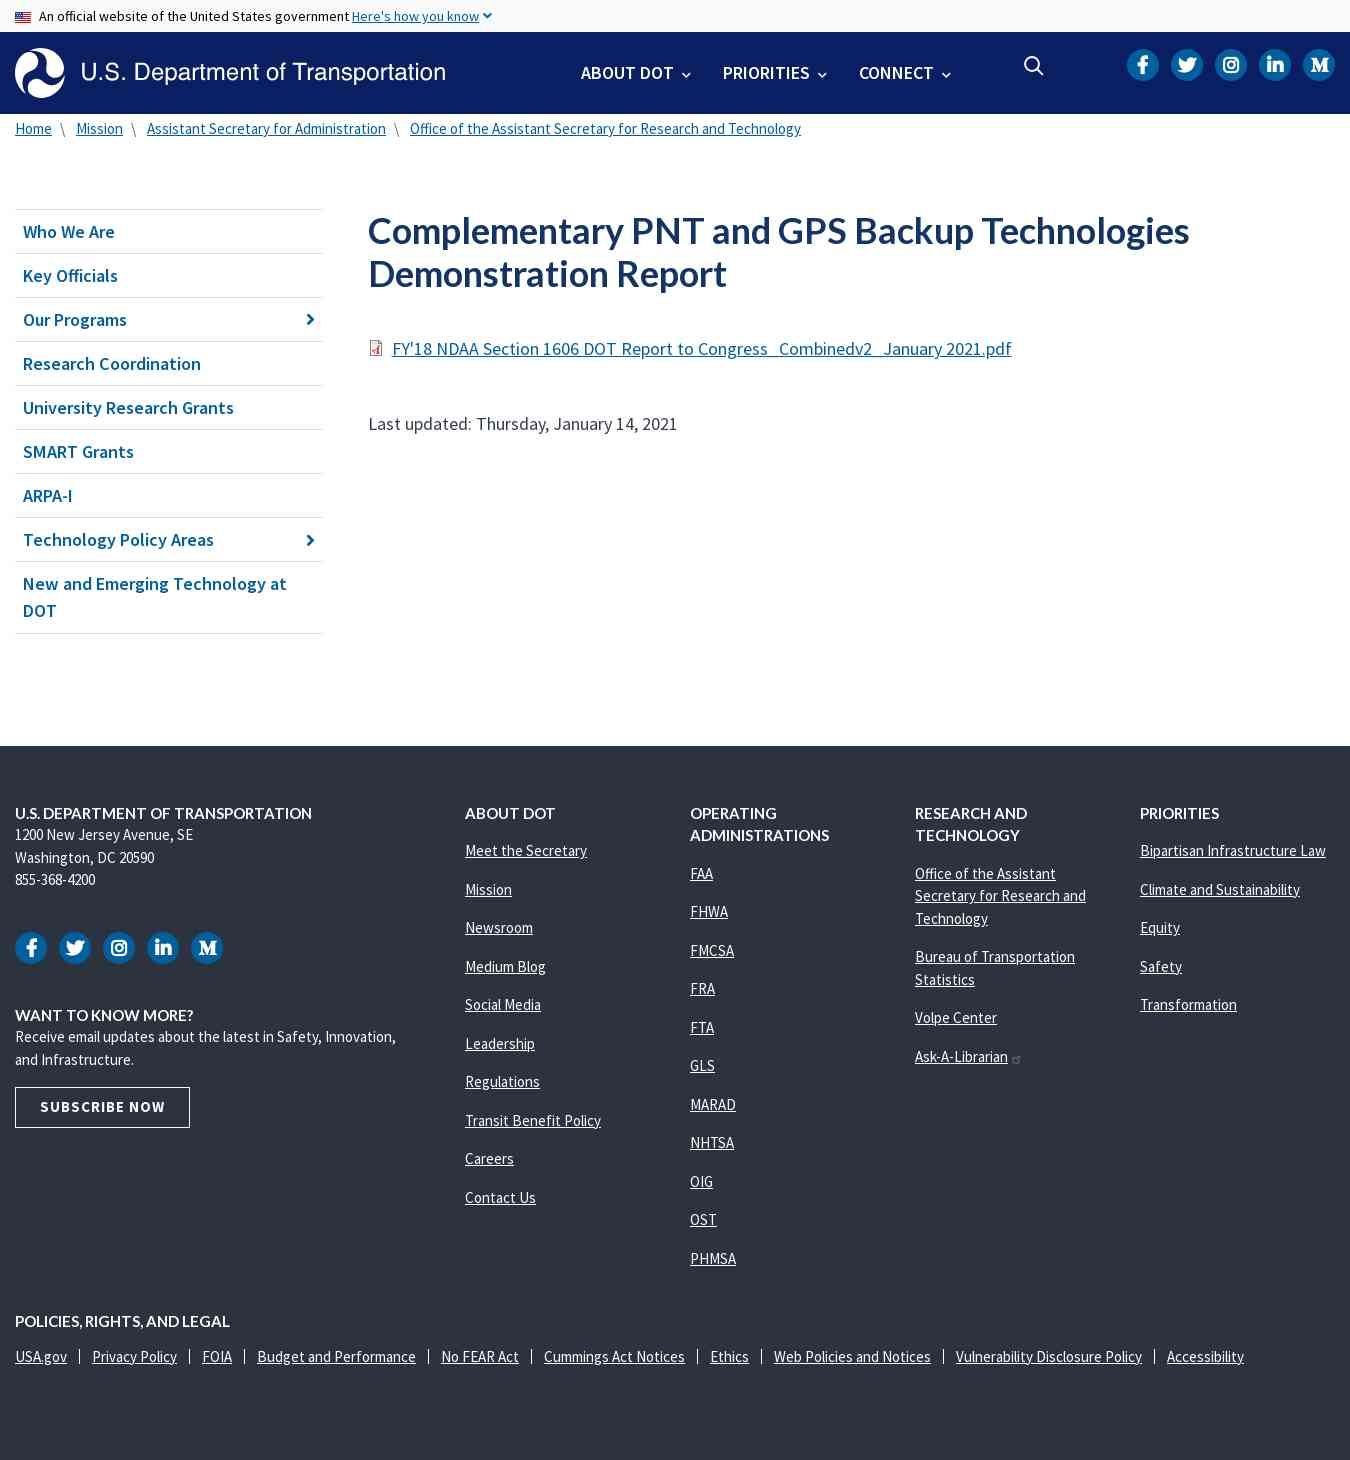 An official website of the United States government Here's how you know
U.S. Department of Transportation
ABOUT DOT
PRIORITIES
CONNECT
Home \ Mission \ Assistant Secretary for Administration \ Office of the Assistant Secretary for Research and Technology
Who We Are
Key Officials
Our Programs
Research Coordination
University Research Grants
SMART Grants
ARPA-I
Technology Policy Areas
New and Emerging Technology at
DOT
Complementary PNT and GPS Backup Technologies
Demonstration Report
FY'18 NDAA Section 1606 DOT Report to Congress_Combinedv2_January 2021.pdf
Last updated: Thursday, January 14, 2021
U.S. DEPARTMENT OF TRANSPORTATION
1200 New Jersey Avenue, SE
Washington, DC 20590
855-368-4200
WANT TO KNOW MORE?
Receive email updates about the latest in Safety, Innovation,
and Infrastructure.
SUBSCRIBE NOW
ABOUT DOT
Meet the Secretary
Mission
Newsroom
Medium Blog
Social Media
Leadership
Regulations
Transit Benefit Policy
Careers
Contact Us
OPERATING
ADMINISTRATIONS
FAA
FHWA
FMCSA
FRA
FTA
GLS
MARAD
NHTSA
OIG
OST
PHMSA
RESEARCH AND
TECHNOLOGY
Office of the Assistant
Secretary for Research and
Technology
Bureau of Transportation
Statistics
Volpe Center
Ask-A-Librarian
PRIORITIES
Bipartisan Infrastructure Law
Climate and Sustainability
Equity
Safety
Transformation
POLICIES, RIGHTS, AND LEGAL
USA.gov | Privacy Policy | FOIA | Budget and Performance | No FEAR Act | Cummings Act Notices | Ethics | Web Policies and Notices | Vulnerability Disclosure Policy | Accessibility